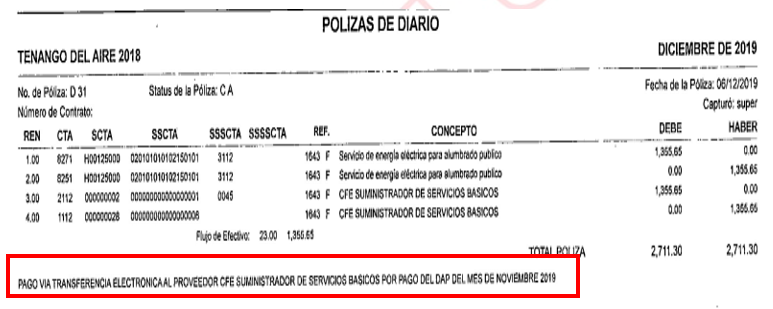 POLIZAS DE DIARIO
TENANGO DEL AIRE 2018 DICIEMBRE DE 2019
No. de Póliza: D 31 Status de la Póliza: C A Fecha de la Póliza: 06/12/2019
Número de Contrato: Capturó: super
REN CTA SCTA SSCTA SSSCTA SSSSCTA REF. CONCEPTO DEBE HABER
1.00 8271 H00125000 020101010102150101 3112 1643 F Servicio de energía eléctrica para alumbrado publico 1,355.65 0.00
2.00 8251 H00125000 020101010102150101 3112 1643 F Servicio de energía eléctrica para alumbrado publico 0.00 1,355.65
3.00 2112 000000002 0000000000000001 0045 1643 F CFE SUMINISTRADOR DE SERVICIOS BASICOS 1,355.65 0.00
4.00 1112 000000028 0000000000000006 1643 F CFE SUMINISTRADOR DE SERVICIOS BASICOS 0.00 1,355.65
Flujo de Efectivo: 23.00 1,355.65
TOTAL POLIZA 2,711.30 2,711.30
PAGO VIA TRANSFERENCIA ELECTRONICA AL PROVEEDOR CFE SUMINISTRADOR DE SERVICIOS BASICOS POR PAGO DEL DAP DEL MES DE NOVIEMBRE 2019